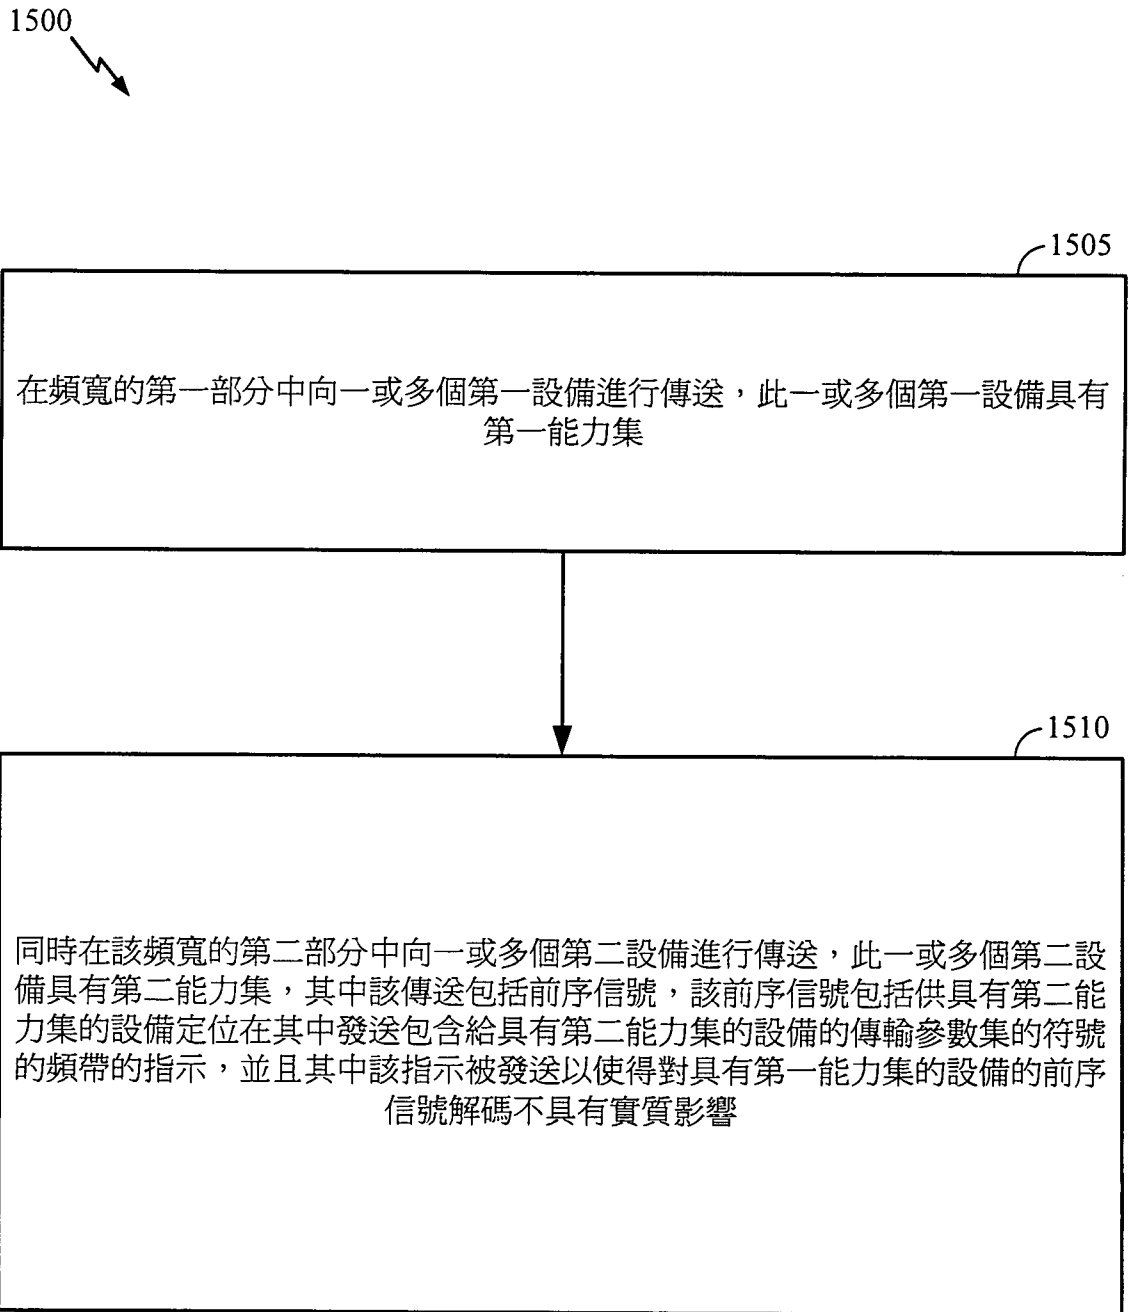 1500
1505
在頻寬的第一部分中向一或多個第一設備進行傳送，此一或多個第一設備具有
第一能力集
1510
同時在該頻寬的第二部分中向一或多個第二設備進行傳送，此一或多個第二設
備具有第二能力集，其中該傳送包括前序信號，該前序信號包括供具有第二能
力集的設備定位在其中發送包含給具有第二能力集的設備的傳輸參數集的符號
的頻帶的指示，並且其中該指示被發送以使得對具有第一能力集的設備的前序
信號解碼不具有實質影響